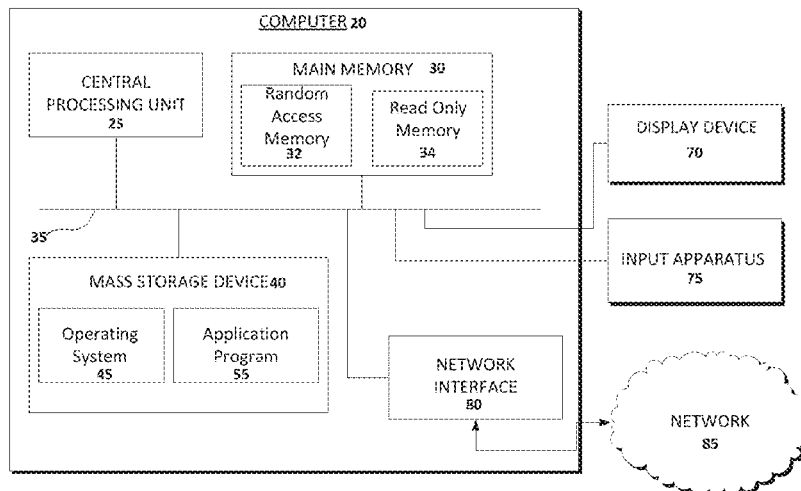 COMPUTER 20
CENTRAL
PROCESSING UNIT
25
MAIN MEMORY 30
Random
Access
Memory
32
Read Only
Memory
34
DISPLAY DEVICE
70
35
INPUT APPARATUS
75
MASS STORAGE DEVICE40
Operating
System
45
Application
Program
55
NETWORK
INTERFACE
80
NETWORK
85